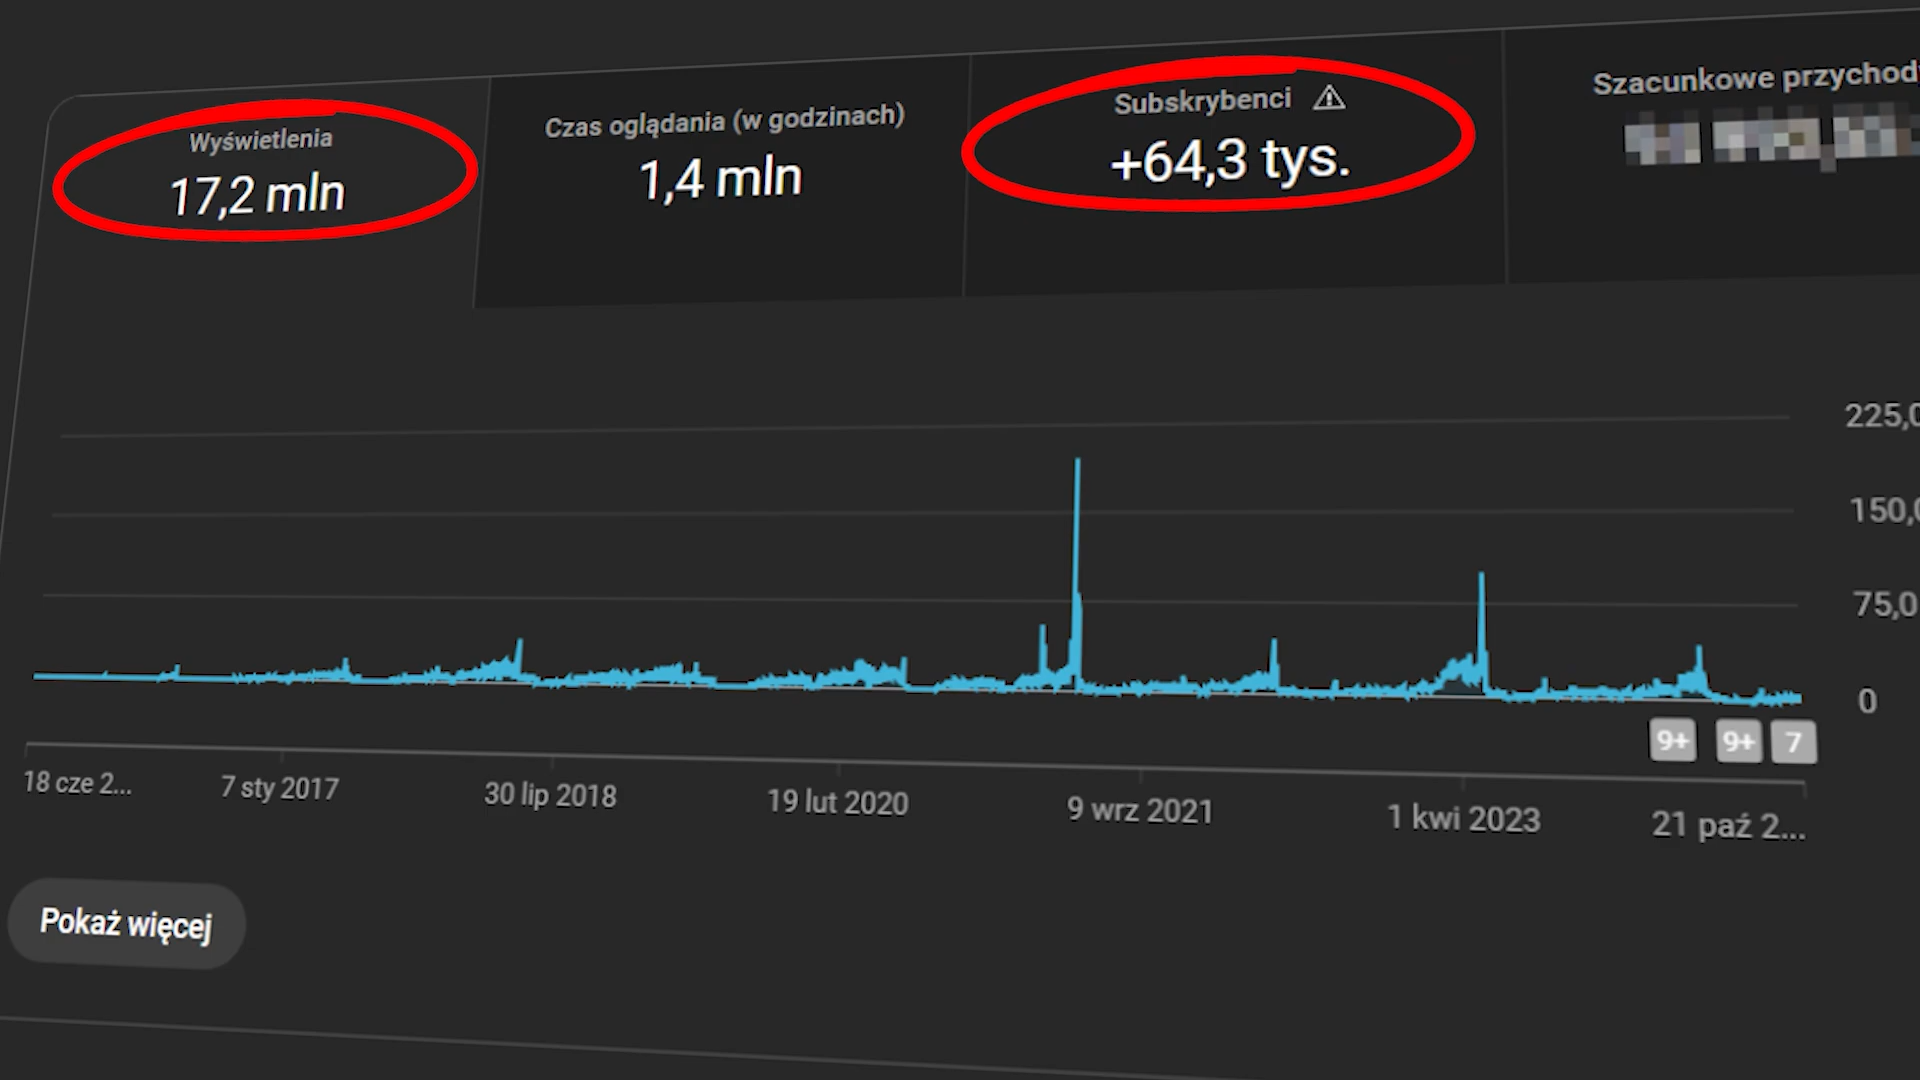 Wyświetlenia
17,2 mln
Czas oglądania (w godzinach)
1,4 mln
Subskrybenci
+64,3 tys.
Szacunkowe przychod
225,0
150,0
75,0
0
9+ 9+ 7
18 cze 2... 7 sty 2017 30 lip 2018 19 lut 2020 9 wrz 2021 1 kwi 2023 21 paź 2...
Pokaż więcej